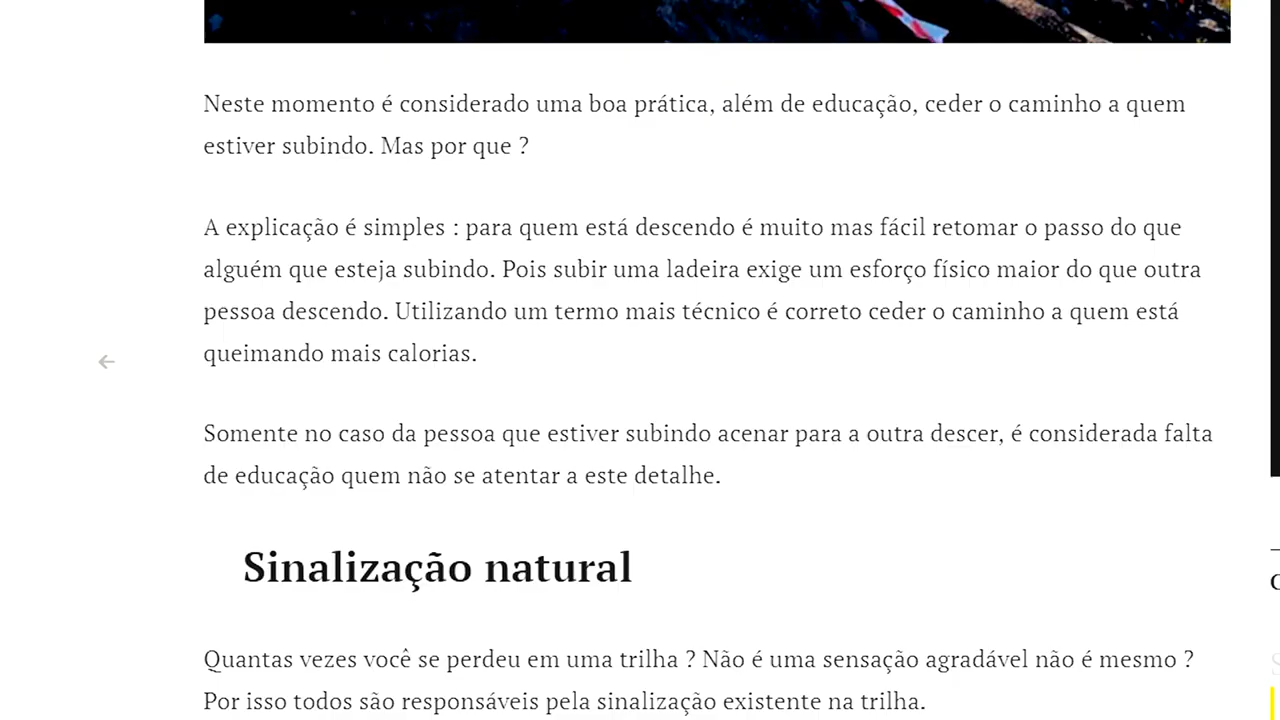 Neste momento é considerado uma boa prática, além de educação, ceder o caminho a quem
estiver subindo. Mas por que ?
A explicação é simples : para quem está descendo é muito mas fácil retomar o passo do que
alguém que esteja subindo. Pois subir uma ladeira exige um esforço físico maior do que outra
pessoa descendo. Utilizando um termo mais técnico é correto ceder o caminho a quem está
queimando mais calorias.
Somente no caso da pessoa que estiver subindo acenar para a outra descer, é considerada falta
de educação quem não se atentar a este detalhe.
Sinalização natural
Quantas vezes você se perdeu em uma trilha ? Não é uma sensação agradável não é mesmo ?
Por isso todos são responsáveis pela sinalização existente na trilha.